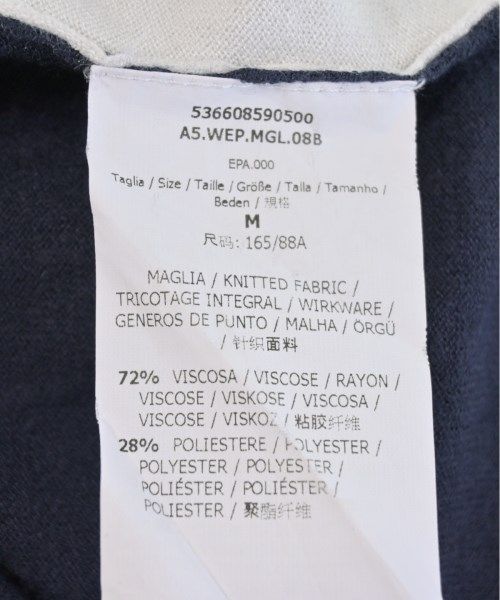 536608590500
A5.WEP.MGL.08B
EPA.000
Taglia / Size / Taille / Größe / Talla / Tamanho /
Beden / 規格
M
尺码: 165/88A
MAGLIA / KNITTED FABRIC /
TRICOTAGE INTEGRAL / WIRKWARE /
GENEROS DE PUNTO / MALHA / ÖRGÜ
/ 针织面料
72% VISCOSA / VISCOSE / RAYON /
VISCOSE / VISKOSE / VISCOSA /
VISCOSE / VISKOZ / 粘胶纤维
28% POLIESTERE / POLYESTER /
POLYESTER / POLYESTER /
POLIÉSTER / POLIÉSTER /
POLIESTER / 聚酯纤维